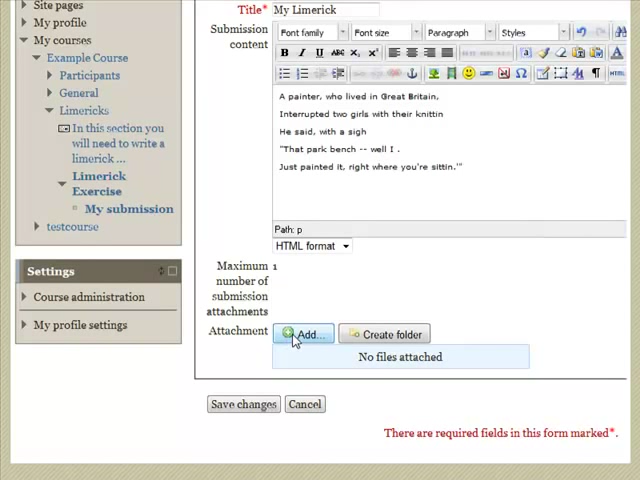 Site pages
My profile
My courses
Example Course
Participants
General
Limericks
In this section you
will need to write a
limerick ...
Limerick
Exercise
My submission
testcourse
Settings
Course administration
My profile settings
Title* My Limerick
Submission
content
Font family Font size Paragraph Styles
B I U ABC X₂ X² A
Ω ¶ HTML
A painter, who lived in Great Britain,
Interrupted two girls with their knittin
He said, with a sigh
"That park bench -- well I .
Just painted it, right where you're sittin.'"
Path: p
HTML format
Maximum 1
number of
submission
attachments
Attachment Add... Create folder
No files attached
Save changes Cancel
There are required fields in this form marked*.